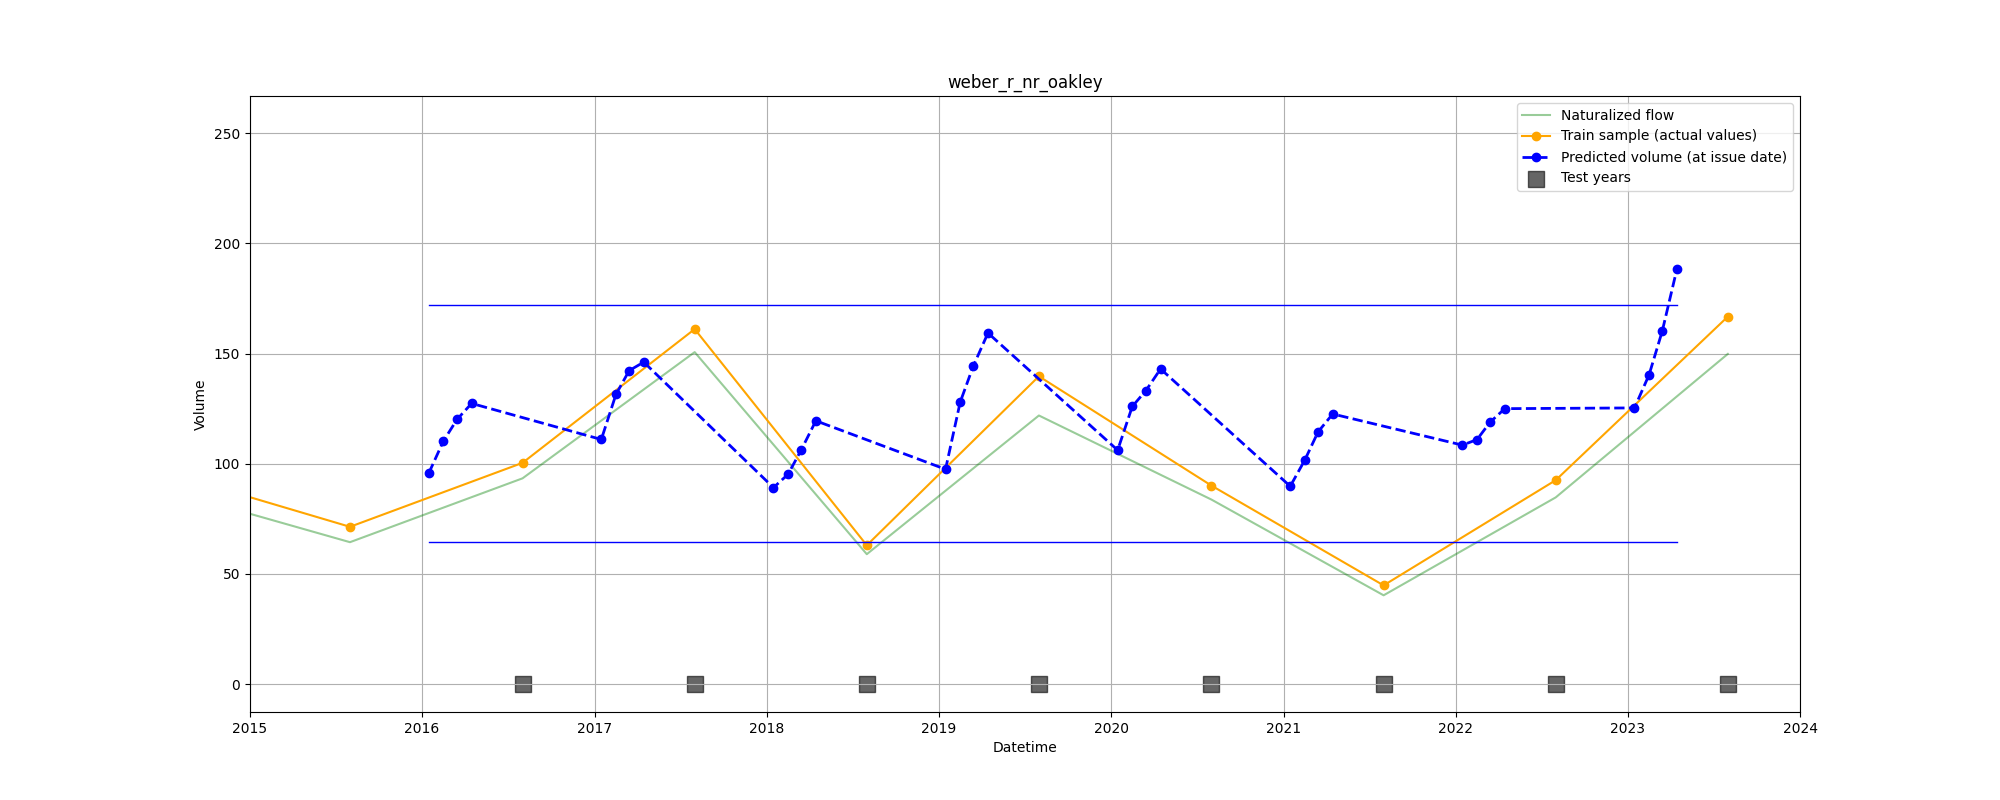 weber_r_nr_oakley
Naturalized flow
Train sample (actual values)
Predicted volume (at issue date)
Test years
250
200
150
100
50
0
Volume
2015 2016 2017 2018 2019 2020 2021 2022 2023 2024
Datetime